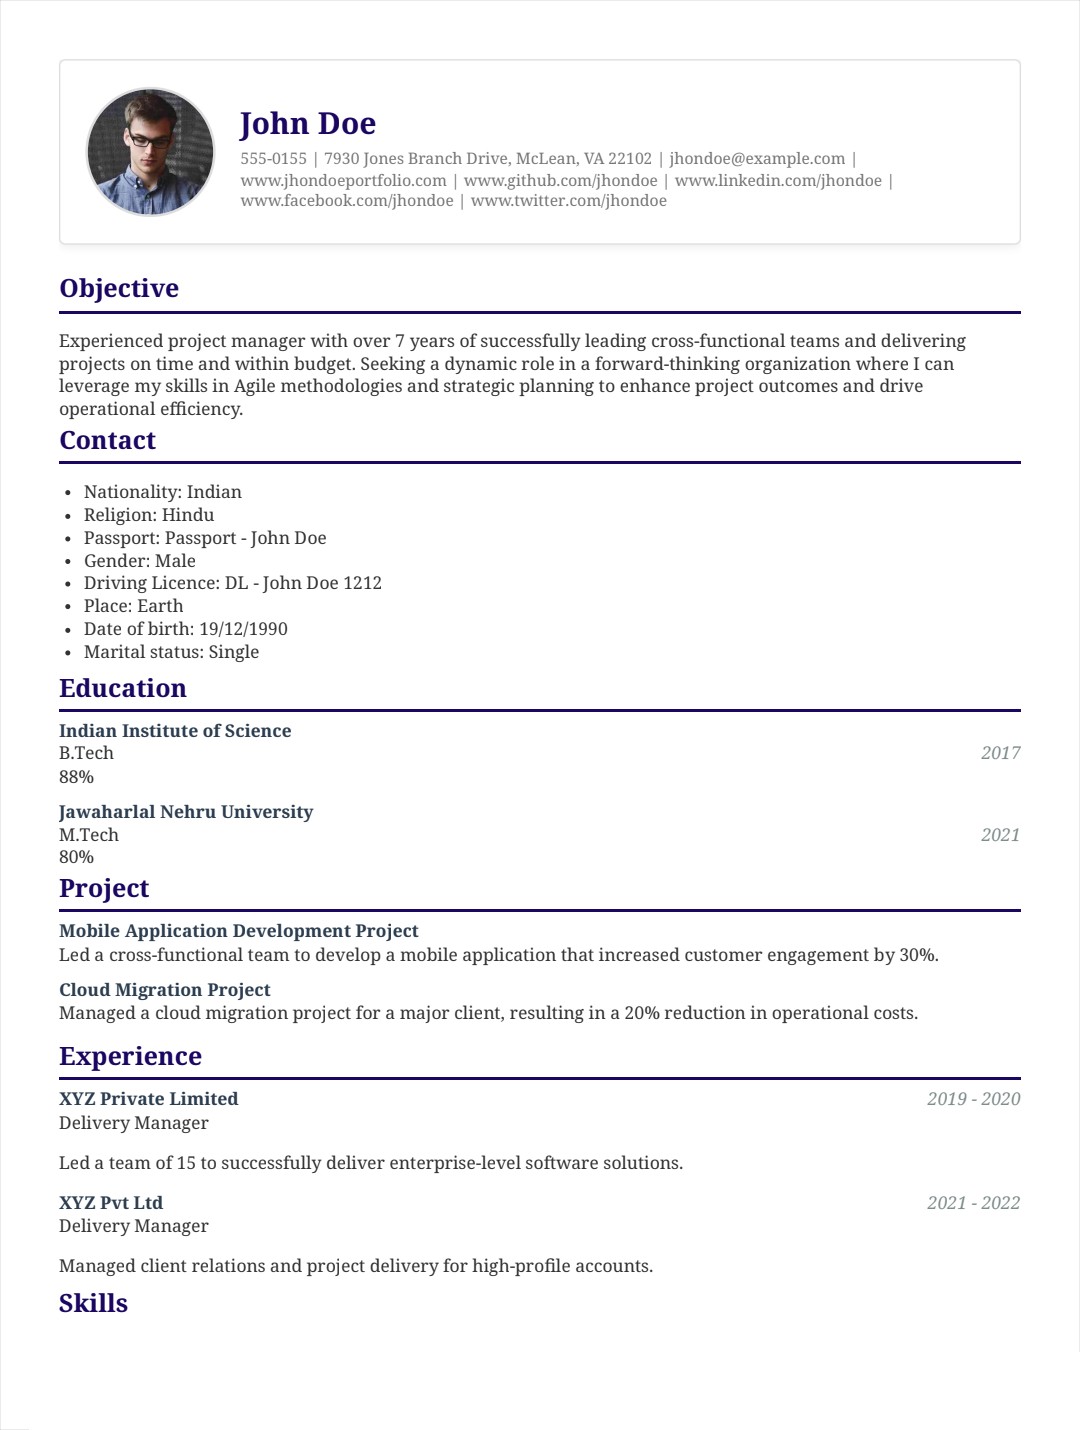 John Doe
555-0155 | 7930 Jones Branch Drive, McLean, VA 22102 | jhondoe@example.com |
www.jhondoeportfolio.com | www.github.com/jhondoe | www.linkedin.com/jhondoe |
www.facebook.com/jhondoe | www.twitter.com/jhondoe
Objective
Experienced project manager with over 7 years of successfully leading cross-functional teams and delivering
projects on time and within budget. Seeking a dynamic role in a forward-thinking organization where I can
leverage my skills in Agile methodologies and strategic planning to enhance project outcomes and drive
operational efficiency.
Contact
• Nationality: Indian
• Religion: Hindu
• Passport: Passport - John Doe
• Gender: Male
• Driving Licence: DL - John Doe 1212
• Place: Earth
• Date of birth: 19/12/1990
• Marital status: Single
Education
Indian Institute of Science
B.Tech 2017
88%
Jawaharlal Nehru University
M.Tech 2021
80%
Project
Mobile Application Development Project
Led a cross-functional team to develop a mobile application that increased customer engagement by 30%.
Cloud Migration Project
Managed a cloud migration project for a major client, resulting in a 20% reduction in operational costs.
Experience
XYZ Private Limited 2019 - 2020
Delivery Manager
Led a team of 15 to successfully deliver enterprise-level software solutions.
XYZ Pvt Ltd 2021 - 2022
Delivery Manager
Managed client relations and project delivery for high-profile accounts.
Skills